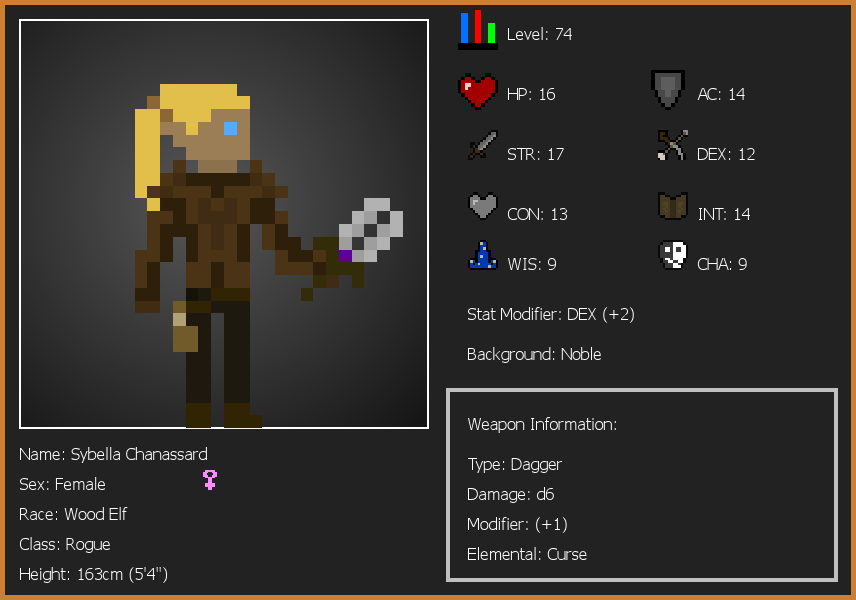 Level: 74
HP: 16
AC: 14
STR: 17
DEX: 12
CON: 13
INT: 14
WIS: 9
CHA: 9
Stat Modifier: DEX (+2)
Background: Noble
Weapon Information:
Type: Dagger
Damage: d6
Modifier: (+1)
Elemental: Curse
Name: Sybella Chanassard
Sex: Female
Race: Wood Elf
Class: Rogue
Height: 163cm (5'4")